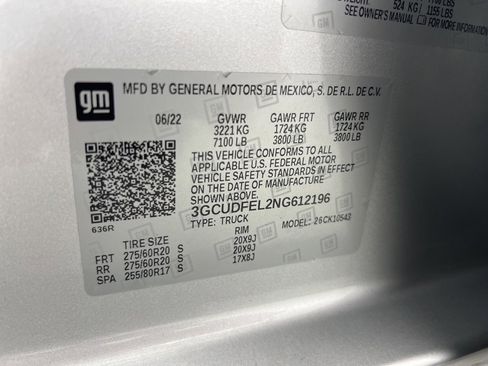 524 KG / 1155 LBS
SEE OWNER'S MANUAL FOR MORE
gm
MFD BY GENERAL MOTORS DE MEXICO, S. DE R.L. DE C.V.
06/22 GVWR GAWR FRT GAWR RR
3221 KG 1724 KG 1724 KG
7100 LB 3800 LB 3800 LB
THIS VEHICLE CONFORMS TO ALL
APPLICABLE U.S. FEDERAL MOTOR
VEHICLE SAFETY STANDARDS IN EFFECT
ON THE DATE OF MANUFACTURE
SHOWN ABOVE.
3GCUDFEL2NG612196
636R TYPE: TRUCK MODEL: 26CK10543
TIRE SIZE RIM
FRT 275/60R20 S 20X9J
RR 275/60R20 S 20X9J
SPA 255/80R17 S 17X8J